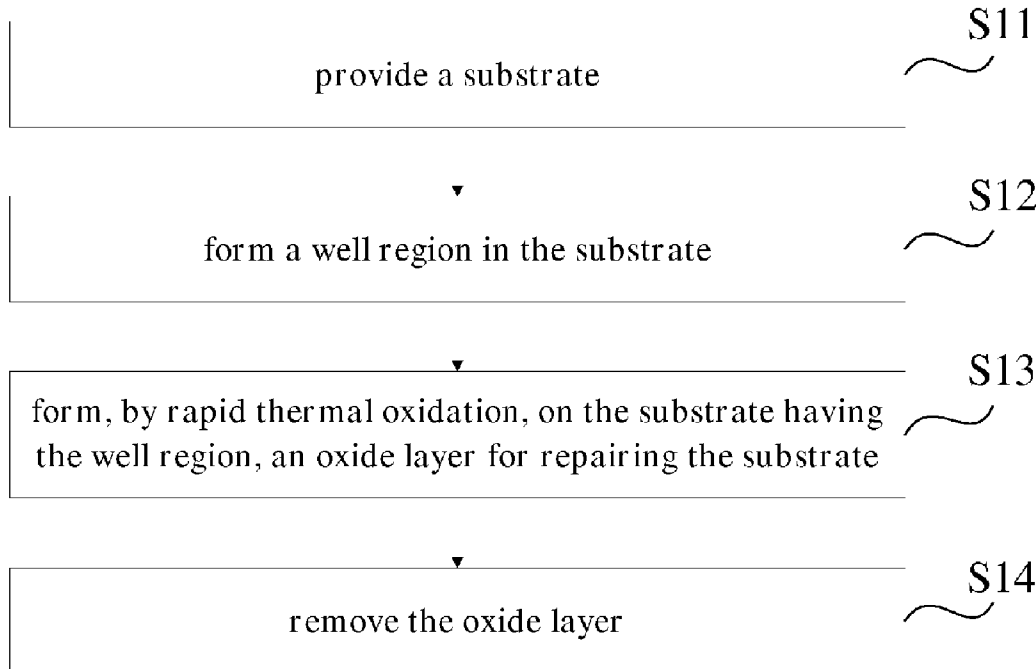 S11
provide a substrate
S12
form a well region in the substrate
S13
form, by rapid thermal oxidation, on the substrate having
the well region, an oxide layer for repairing the substrate
S14
remove the oxide layer